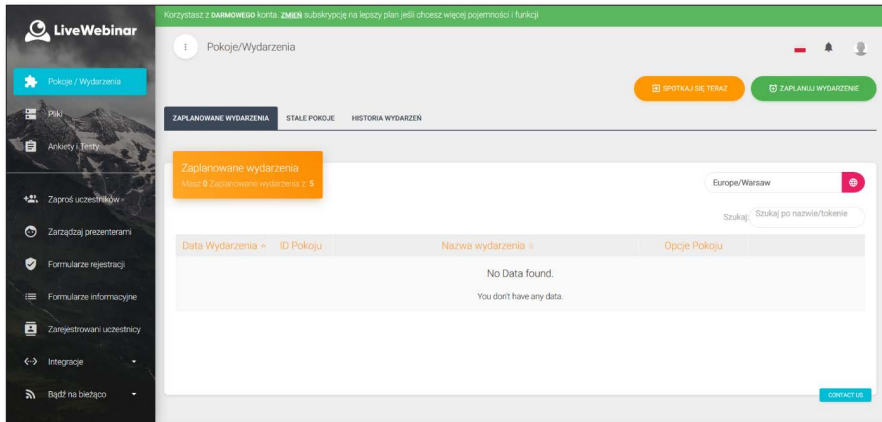 Korzystasz z DARMOWEGO konta. ZMIEŃ subskrypcję na lepszy plan jeśli chcesz więcej pojemności i funkcji
LiveWebinar
Pokoje / Wydarzenia
Pliki
Ankiety i Testy
Zaproś uczestników
Zarządzaj prezenterami
Formularze rejestracji
Formularze informacyjne
Zarejestrowani uczestnicy
Integracje
Bądź na bieżąco
Pokoje/Wydarzenia
SPOTKAJ SIĘ TERAZ
ZAPLANUJ WYDARZENIE
ZAPLANOWANE WYDARZENIA STAŁE POKOJE HISTORIA WYDARZEŃ
Zaplanowane wydarzenia
Masz 0 Zaplanowane wydarzenia z: 5
Europe/Warsaw
Szukaj: Szukaj po nazwie/tokenie
Data Wydarzenia ID Pokoju Nazwa wydarzenia Opcje Pokoju
No Data found.
You don't have any data.
CONTACT US